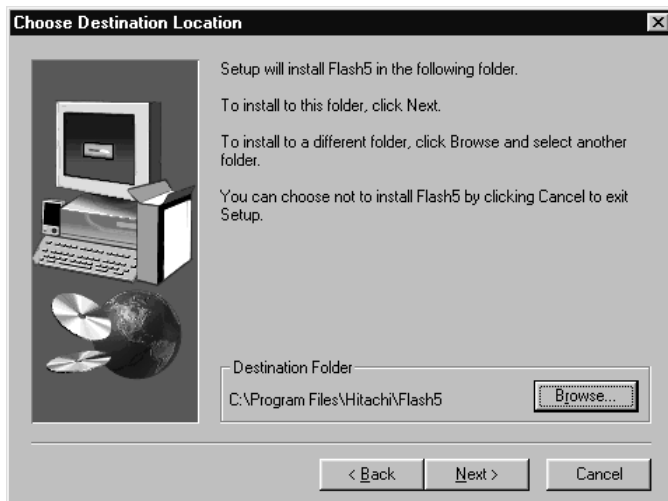 Choose Destination Location
Setup will install Flash5 in the following folder.
To install to this folder, click Next.
To install to a different folder, click Browse and select another
folder.
You can choose not to install Flash5 by clicking Cancel to exit
Setup.
Destination Folder
C:\Program Files\Hitachi\Flash5
Browse...
< Back
Next >
Cancel